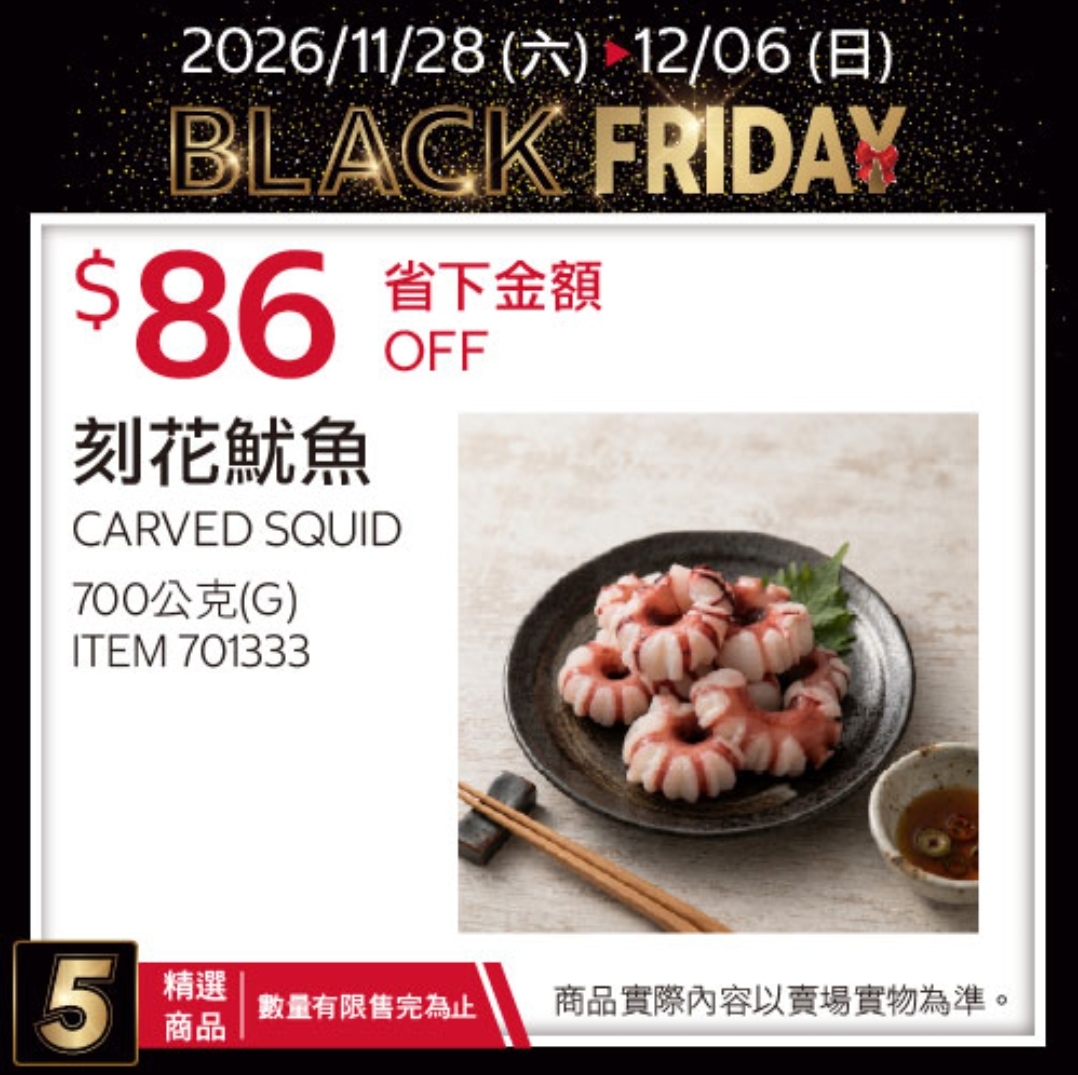 2026/11/28 (六)▶12/06 (日)
BLACK FRIDAY
$86
省下金額
OFF
刻花魷魚
CARVED SQUID
700公克(G)
ITEM 701333
5
精選
商品
數量有限售完為止
商品實際內容以賣場實物為準。